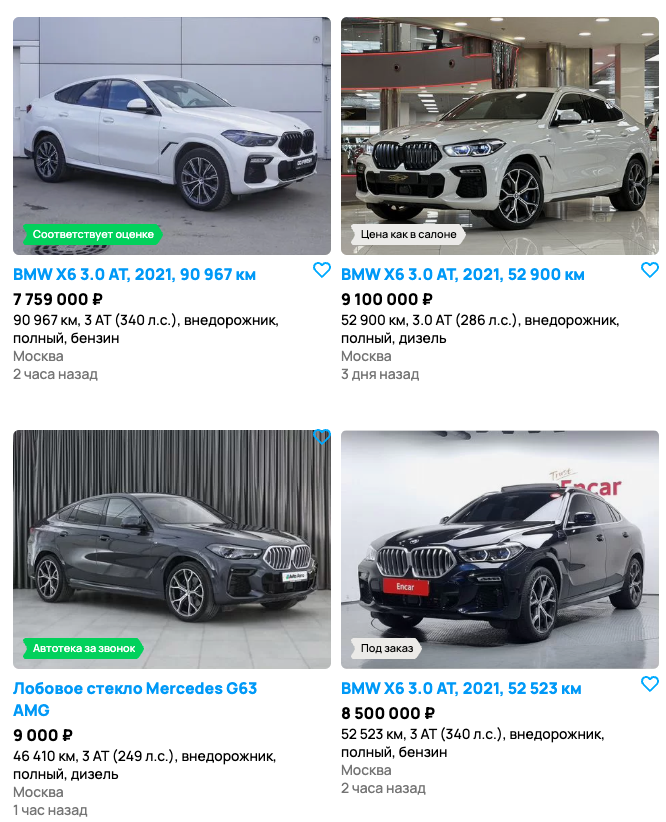 Соответствует оценке
BMW X6 3.0 AT, 2021, 90 967 км
7 759 000 ₽
90 967 км, 3 AT (340 л.с.), внедорожник,
полный, бензин
Москва
2 часа назад
Цена как в салоне
BMW X6 3.0 AT, 2021, 52 900 км
9 100 000 ₽
52 900 км, 3.0 AT (286 л.с.), внедорожник,
полный, дизель
Москва
3 дня назад
Автотека за звонок
Лобовое стекло Mercedes G63
AMG
9 000 ₽
46 410 км, 3 AT (249 л.с.), внедорожник,
полный, дизель
Москва
1 час назад
Time
Encar
Encar
Под заказ
BMW X6 3.0 AT, 2021, 52 523 км
8 500 000 ₽
52 523 км, 3 AT (340 л.с.), внедорожник,
полный, бензин
Москва
2 часа назад